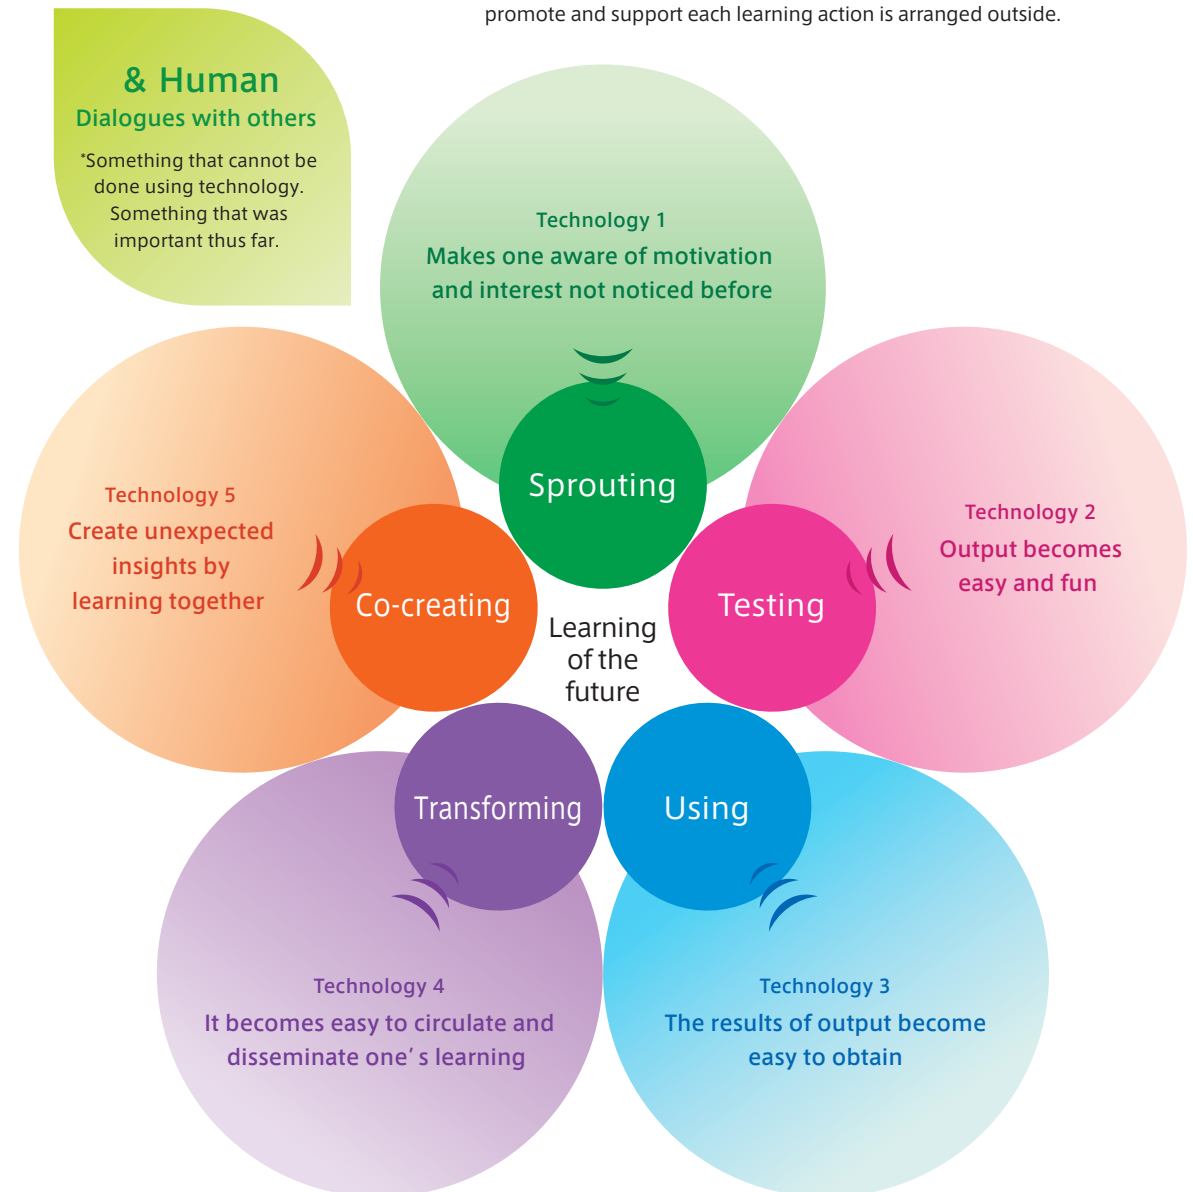 promote and support each learning action is arranged outside.
& Human
Dialogues with others
*Something that cannot be
done using technology.
Something that was
important thus far.
Technology 1
Makes one aware of motivation
and interest not noticed before
Sprouting
Technology 5
Create unexpected
insights by
learning together
Co-creating
Learning
of the
future
Testing
Technology 2
Output becomes
easy and fun
Transforming
Using
Technology 4
It becomes easy to circulate and
disseminate one’s learning
Technology 3
The results of output become
easy to obtain